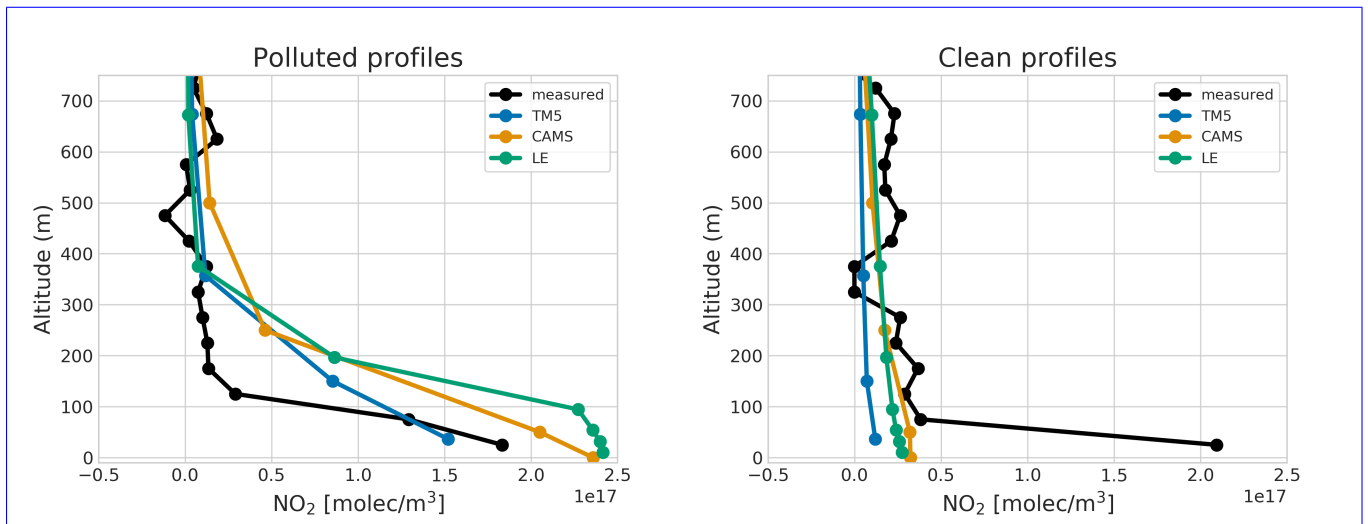 Polluted profiles
measured
TM5
CAMS
LE
700
600
500
400
300
200
100
0
Altitude (m)
−0.5 0.0 0.5 1.0 1.5 2.0 2.5
1e17
NO₂ [molec/m³]
Clean profiles
measured
TM5
CAMS
LE
700
600
500
400
300
200
100
0
Altitude (m)
−0.5 0.0 0.5 1.0 1.5 2.0 2.5
1e17
NO₂ [molec/m³]